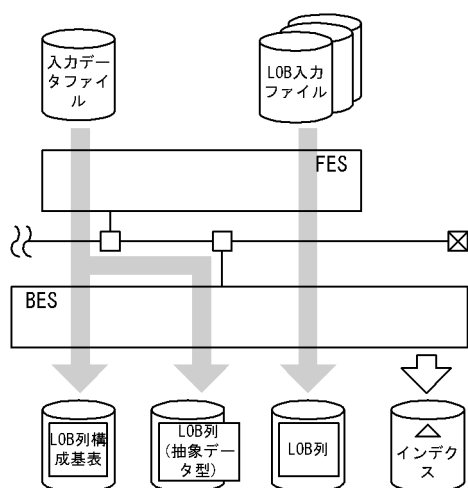 入力デー
タファイ
ル
LOB入力
ファイル
FES
BES
LOB列構
成基表
LOB列
(抽象デー
タ型)
LOB列
インデクス